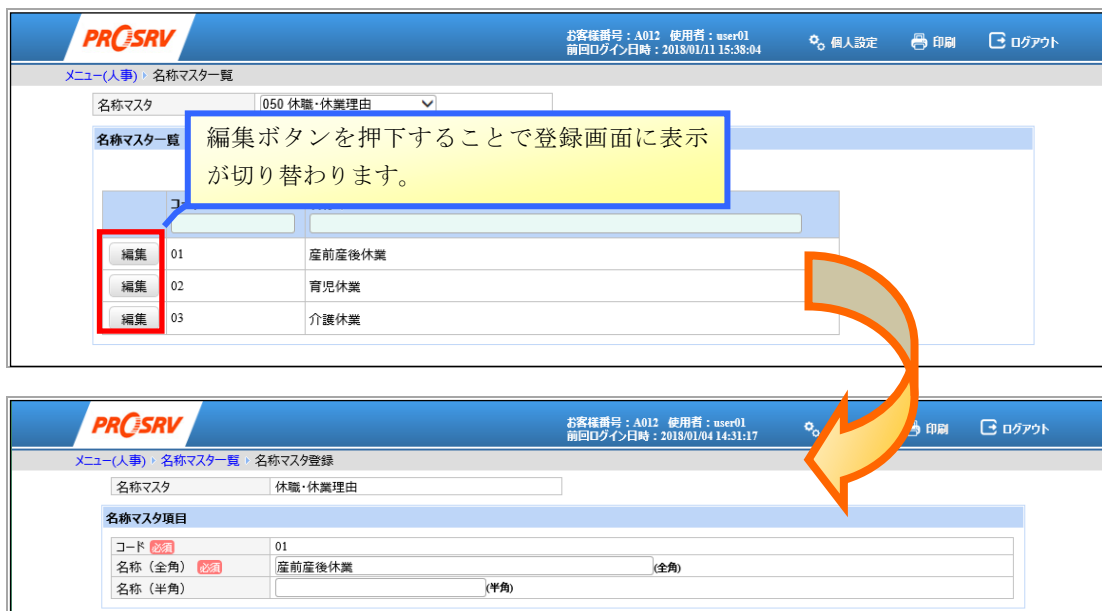 PROSRV
お客様番号：A012 使用者：user01
前回ログイン日時：2018/01/11 15:38:04
個人設定
印刷
ログアウト
メニュー(人事) 名称マスタ一覧
名称マスタ
050 休職・休業理由
名称マスタ一覧
編集ボタンを押下することで登録画面に表示
が切り替わります。
編集 01 産前産後休業
編集 02 育児休業
編集 03 介護休業
PROSRV
お客様番号：A012 使用者：user01
前回ログイン日時：2018/01/04 14:31:17
印刷
ログアウト
メニュー(人事) 名称マスタ一覧 名称マスタ登録
名称マスタ 休職・休業理由
名称マスタ項目
コード 必須 01
名称（全角） 必須 産前産後休業 (全角)
名称（半角） (半角)